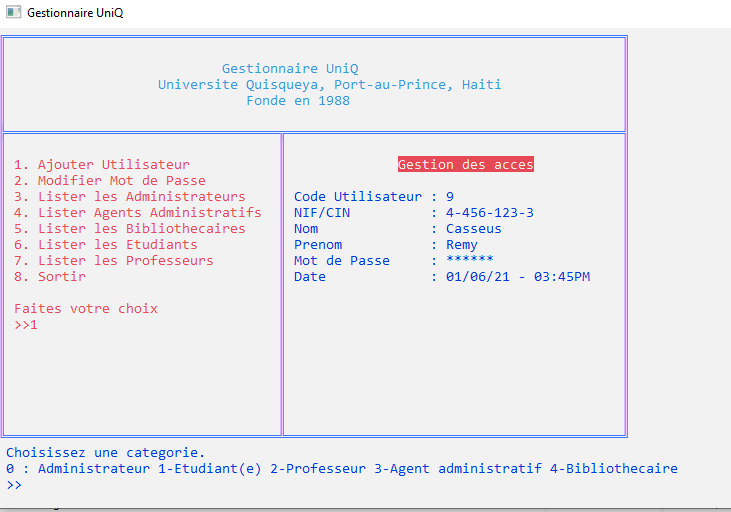 Gestionnaire UniQ
Gestionnaire UniQ
Universite Quisqueya, Port-au-Prince, Haiti
Fonde en 1988
1. Ajouter Utilisateur
2. Modifier Mot de Passe
3. Lister les Administrateurs
4. Lister Agents Administratifs
5. Lister les Bibliothecaires
6. Lister les Etudiants
7. Lister les Professeurs
8. Sortir
Faites votre choix
>>1
Gestion des acces
Code Utilisateur : 9
NIF/CIN : 4-456-123-3
Nom : Casseus
Prenom : Remy
Mot de Passe : ******
Date : 01/06/21 - 03:45PM
Choisissez une categorie.
0 : Administrateur 1-Etudiant(e) 2-Professeur 3-Agent administratif 4-Bibliothecaire
>>